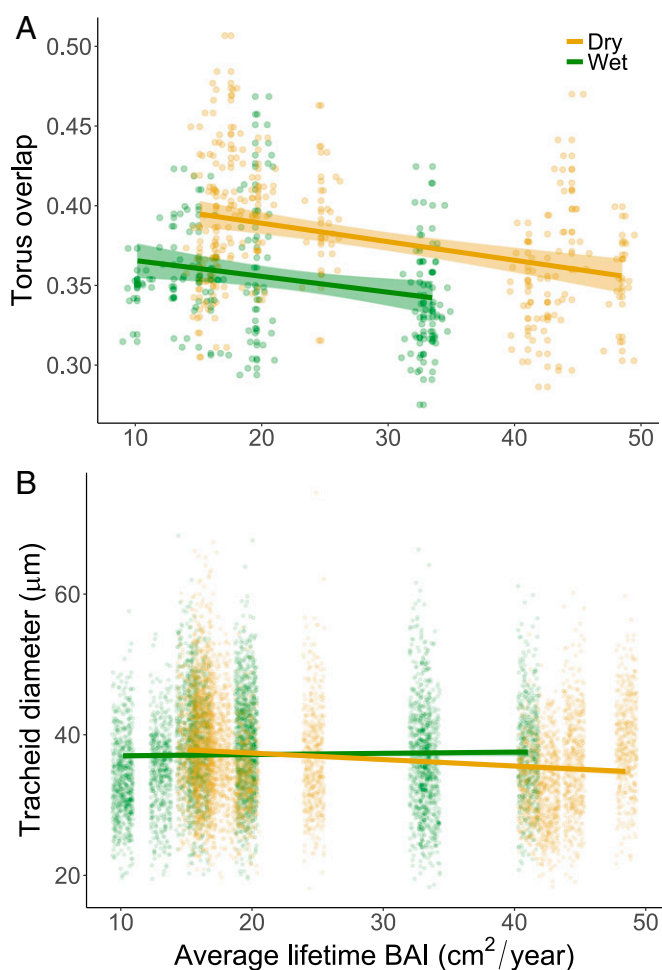 A
Dry
Wet
Torus overlap
0.50
0.45
0.40
0.35
0.30
10 20 30 40 50
B
Tracheid diameter (μm)
60
40
20
10 20 30 40 50
Average lifetime BAI (cm²/year)